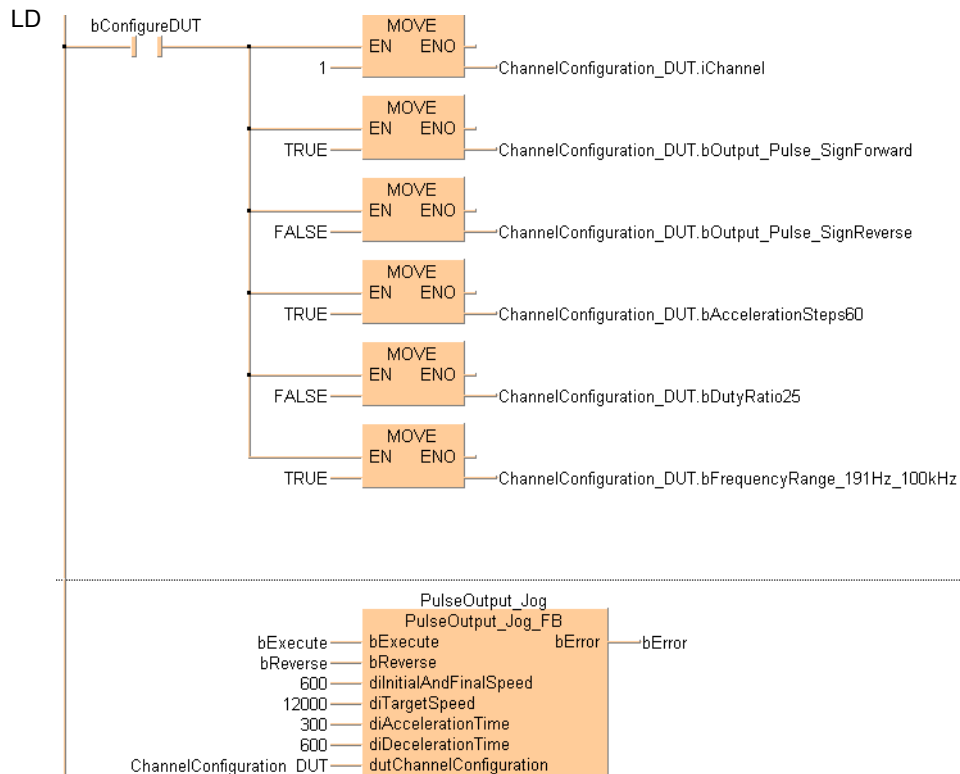 LD
bConfigureDUT
MOVE
EN ENO
1 ChannelConfiguration_DUT.iChannel
MOVE
EN ENO
TRUE ChannelConfiguration_DUT.bOutput_Pulse_SignForward
MOVE
EN ENO
FALSE ChannelConfiguration_DUT.bOutput_Pulse_SignReverse
MOVE
EN ENO
TRUE ChannelConfiguration_DUT.bAccelerationSteps60
MOVE
EN ENO
FALSE ChannelConfiguration_DUT.bDutyRatio25
MOVE
EN ENO
TRUE ChannelConfiguration_DUT.bFrequencyRange_191Hz_100kHz
PulseOutput_Jog
PulseOutput_Jog_FB
bExecute bExecute bError bError
bReverse bReverse
600 diInitialAndFinalSpeed
12000 diTargetSpeed
300 diAccelerationTime
600 diDecelerationTime
ChannelConfiguration_DUT dutChannelConfiguration